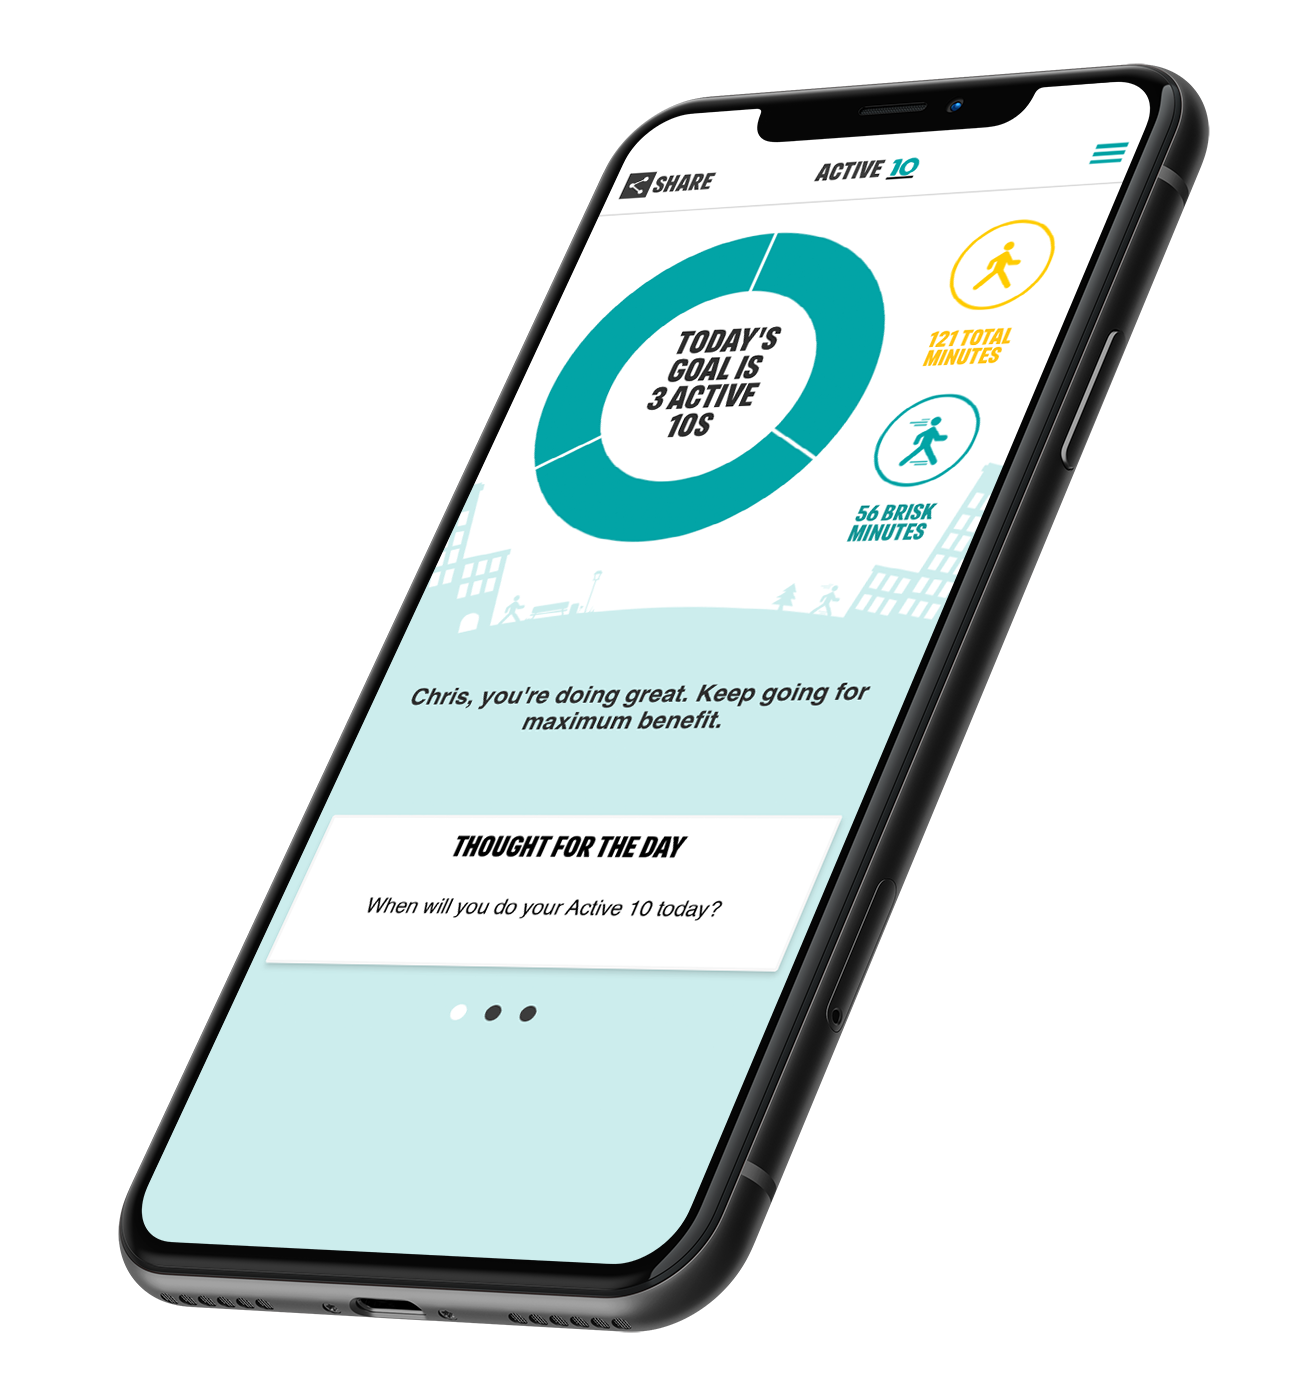 SHARE
ACTIVE 10
TODAY'S
GOAL IS
3 ACTIVE
10S
121 TOTAL
MINUTES
56 BRISK
MINUTES
Chris, you're doing great. Keep going for
maximum benefit.
THOUGHT FOR THE DAY
When will you do your Active 10 today?